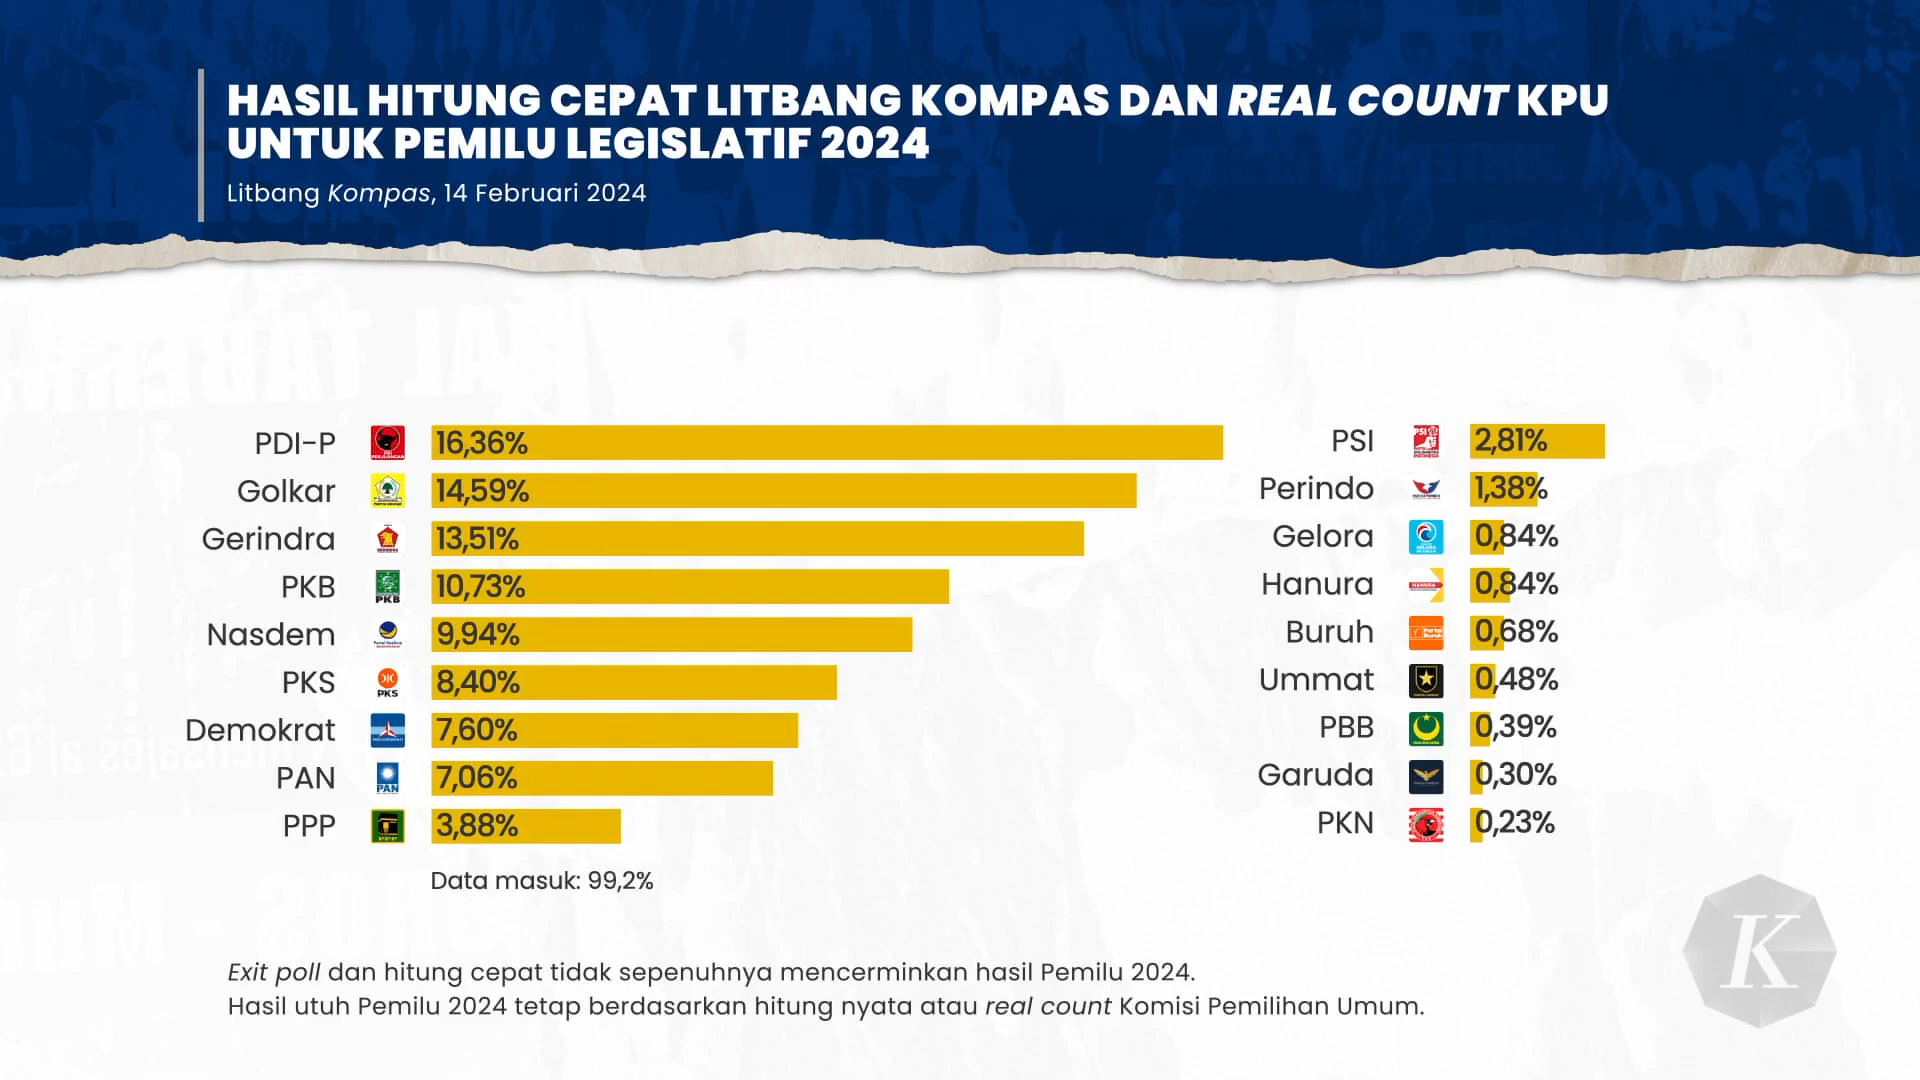 HASIL HITUNG CEPAT LITBANG KOMPAS DAN REAL COUNT KPU
UNTUK PEMILU LEGISLATIF 2024
Litbang Kompas, 14 Februari 2024
PDI-P 16,36%
Golkar 14,59%
Gerindra 13,51%
PKB PKB 10,73%
Nasdem 9,94%
PKS PKS 8,40%
Demokrat 7,60%
PAN PAN 7,06%
PPP 3,88%
Data masuk: 99,2%
PSI PSI 2,81%
Perindo 1,38%
Gelora 0,84%
Hanura 0,84%
Buruh 0,68%
Ummat 0,48%
PBB 0,39%
Garuda 0,30%
PKN 0,23%
Exit poll dan hitung cepat tidak sepenuhnya mencerminkan hasil Pemilu 2024.
Hasil utuh Pemilu 2024 tetap berdasarkan hitung nyata atau real count Komisi Pemilihan Umum.
K